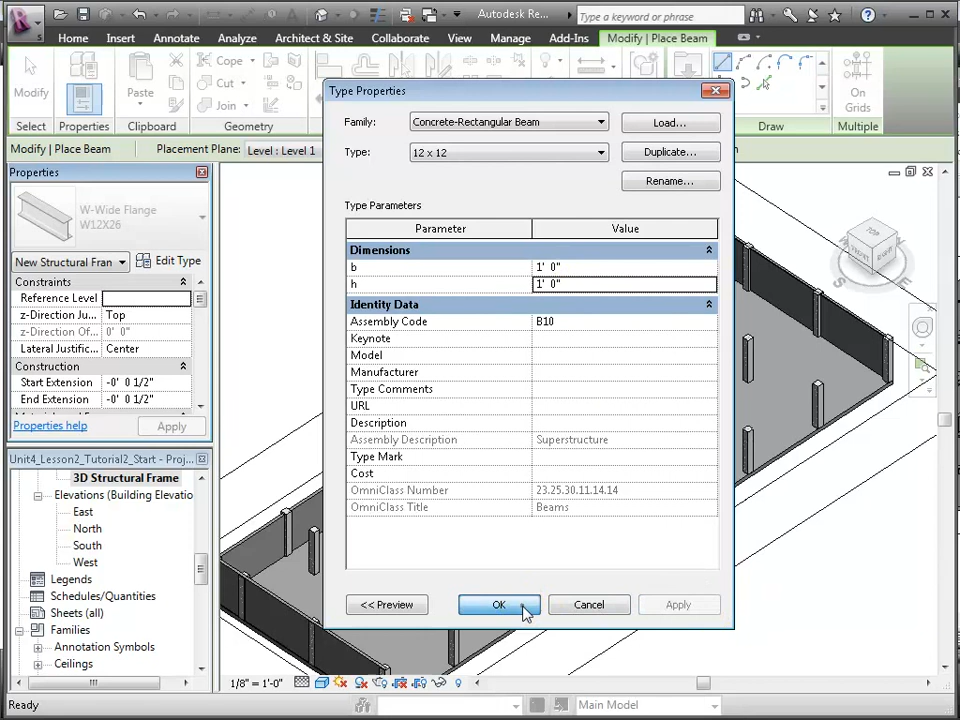 Autodesk Re...
Type a keyword or phrase
Home Insert Annotate Analyze Architect & Site Collaborate View Manage Add-Ins Modify | Place Beam
Modify
Paste
Cope
Cut
Join
On
Grids
Select Properties Clipboard Geometry Draw Multiple
Modify | Place Beam Placement Plane: Level : Level 1
Properties
W-Wide Flange
W12X26
New Structural Fran Edit Type
Constraints
Reference Level
z-Direction Ju... Top
z-Direction Of... 0' 0"
Lateral Justific... Center
Construction
Start Extension -0' 0 1/2"
End Extension -0' 0 1/2"
Properties help Apply
Unit4_Lesson2_Tutorial2_Start - Proj...
3D Structural Frame
Elevations (Building Elevatio
East
North
South
West
Legends
Schedules/Quantities
Sheets (all)
Families
Annotation Symbols
Ceilings
Type Properties
Family: Concrete-Rectangular Beam Load...
Type: 12 x 12 Duplicate...
Rename...
Type Parameters
Parameter Value
Dimensions
b 1' 0"
h 1' 0"
Identity Data
Assembly Code B10
Keynote
Model
Manufacturer
Type Comments
URL
Description
Assembly Description Superstructure
Type Mark
Cost
OmniClass Number 23.25.30.11.14.14
OmniClass Title Beams
<< Preview OK Cancel Apply
TOP
FRONT
RIGHT
1/8" = 1'-0"
Ready Main Model